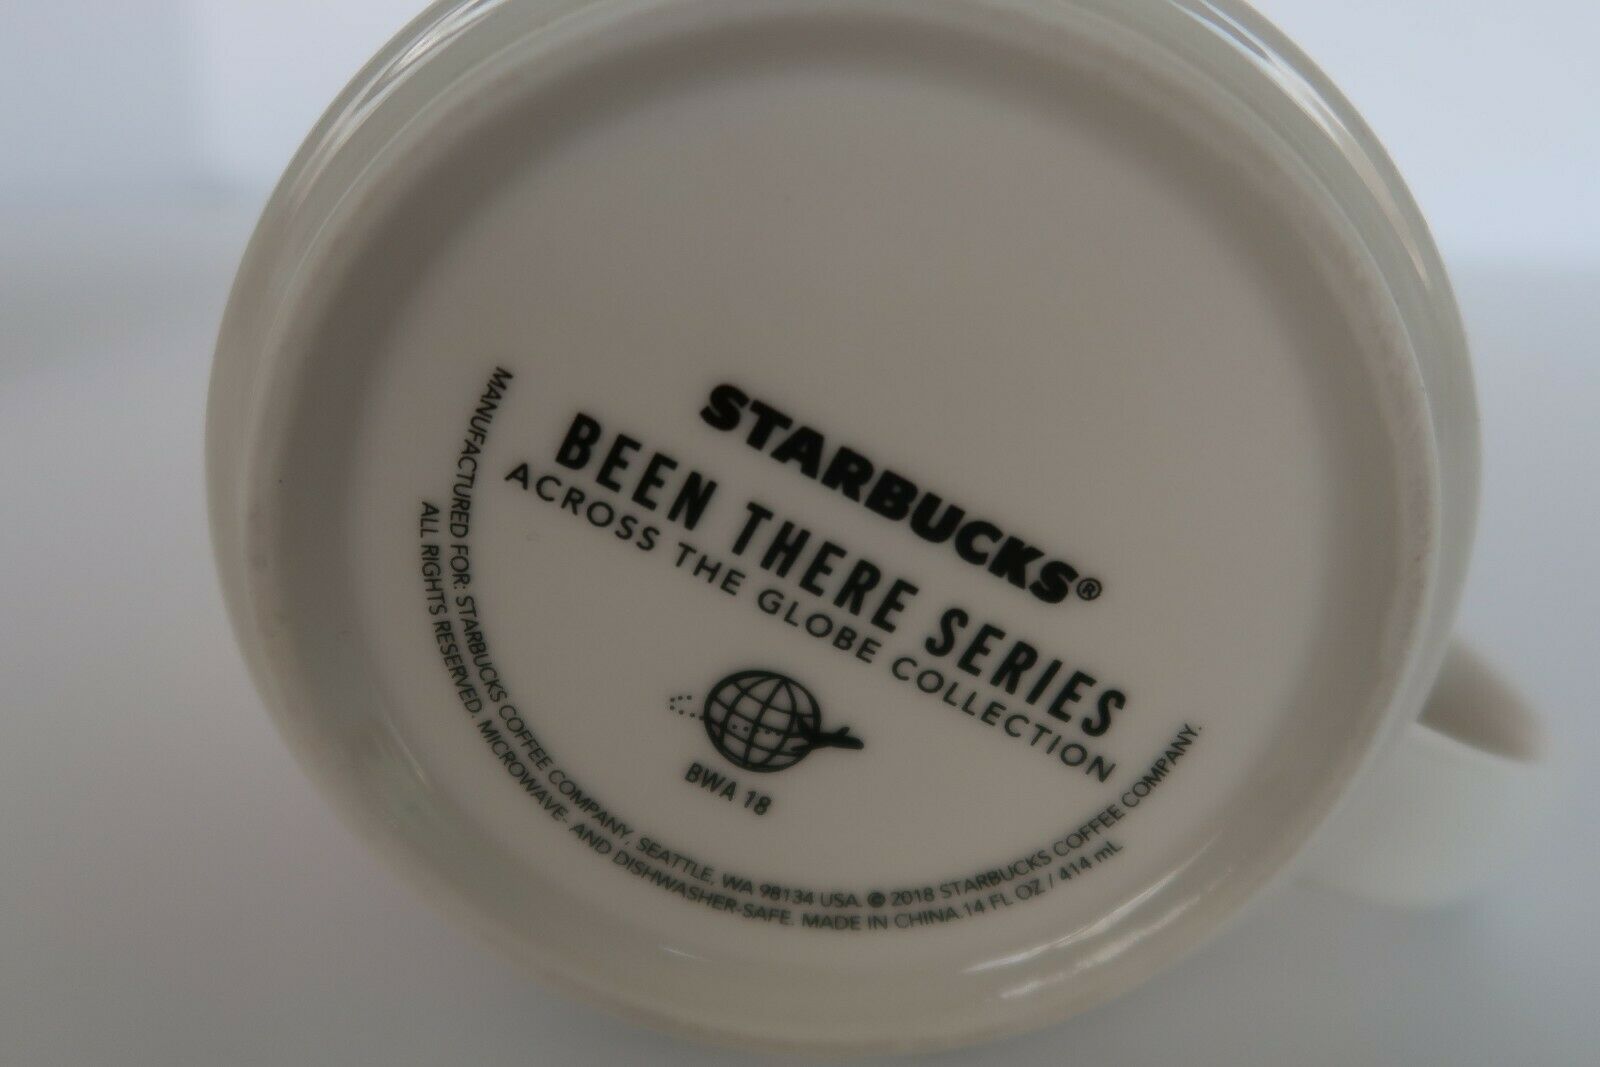 STARBUCKS®
BEEN THERE SERIES
ACROSS THE GLOBE COLLECTION
BWA 18
MANUFACTURED FOR: STARBUCKS COFFEE COMPANY, SEATTLE, WA 98134 USA. © 2018 STARBUCKS COFFEE COMPANY.
ALL RIGHTS RESERVED. MICROWAVE- AND DISHWASHER-SAFE. MADE IN CHINA.14 FL OZ / 414 mL